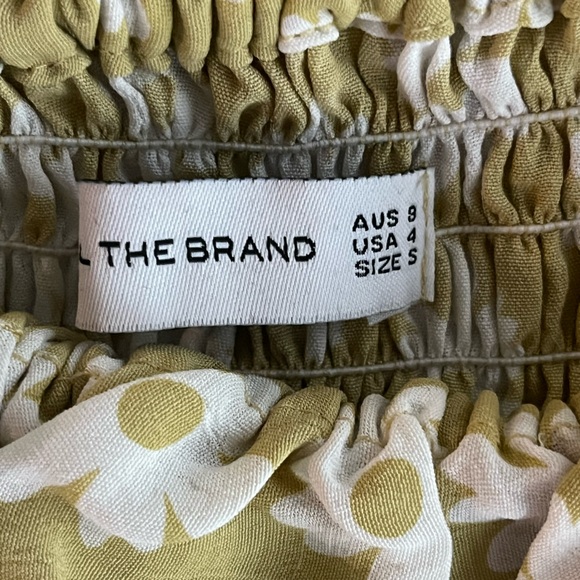 L THE BRAND
AUS 8
USA 4
SIZE S